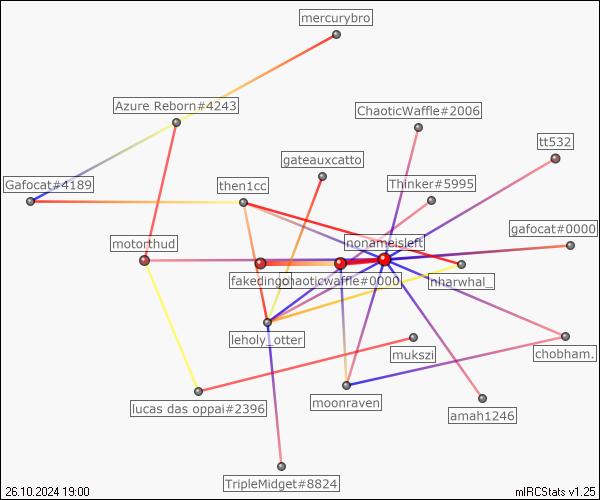 mercurybro
Azure Reborn#4243
ChaoticWaffle#2006
tt532
gateauxcatto
Gafocat#4189
then1cc
Thinker#5995
gafocat#0000
motorthud
nonameisleft
fakedingo
chaoticwaffle#0000
nharwhal_
leholy_otter
mukszi
chobham.
lucas das oppai#2396
moonraven
amah1246
TripleMidget#8824
26.10.2024 19:00
mIRCStats v1.25